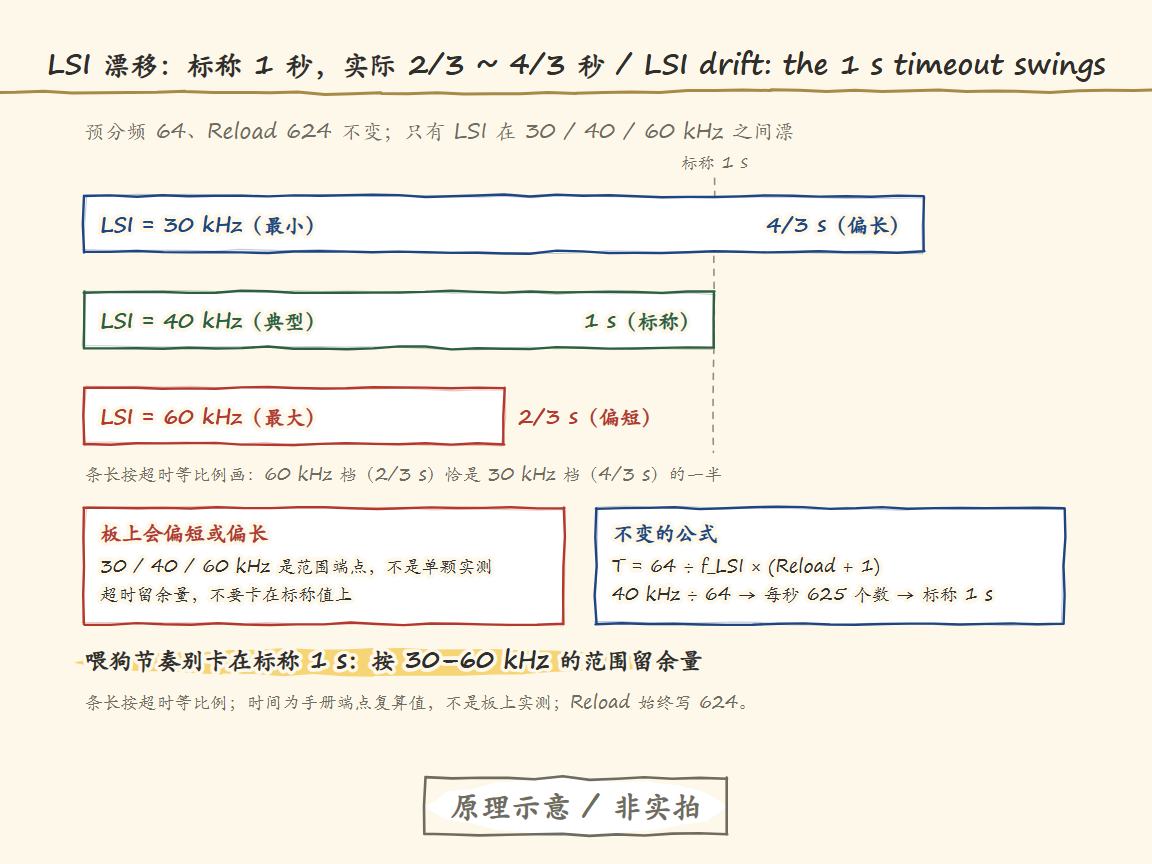 LSI 漂移：标称 1 秒，实际 2/3 ~ 4/3 秒 / LSI drift: the 1 s timeout swings
预分频 64、Reload 624 不变；只有 LSI 在 30 / 40 / 60 kHz 之间漂
标称 1 s
LSI = 30 kHz（最小） 4/3 s（偏长）
LSI = 40 kHz（典型） 1 s（标称）
LSI = 60 kHz（最大） 2/3 s（偏短）
条长按超时等比例画：60 kHz 档（2/3 s）恰是 30 kHz 档（4/3 s）的一半
板上会偏短或偏长
30 / 40 / 60 kHz 是范围端点，不是单颗实测
超时留余量，不要卡在标称值上
不变的公式
T = 64 ÷ f_LSI × (Reload + 1)
40 kHz ÷ 64 → 每秒 625 个数 → 标称 1 s
喂狗节奏别卡在标称 1 s：按 30–60 kHz 的范围留余量
条长按超时等比例；时间为手册端点复算值，不是板上实测；Reload 始终写 624。
原理示意 / 非实拍